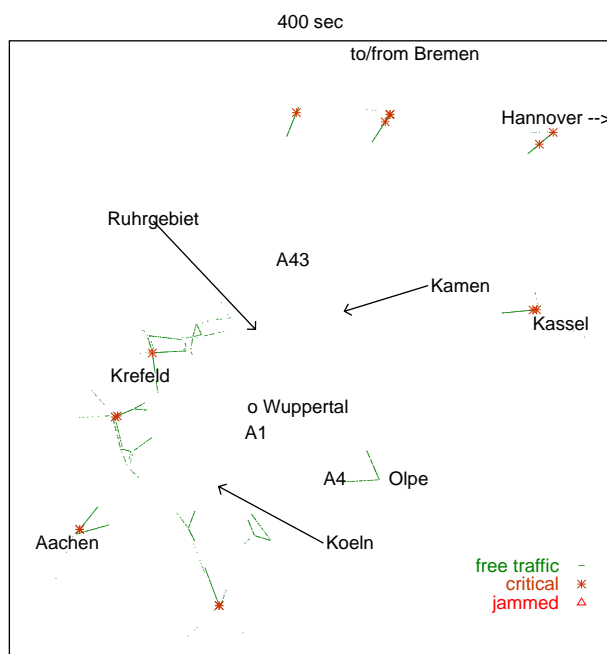 400 sec
to/from Bremen
Hannover -->
Ruhrgebiet
A43
Kamen
Kassel
Krefeld
o Wuppertal
A1
A4
Olpe
Aachen
Koeln
free traffic
critical
jammed